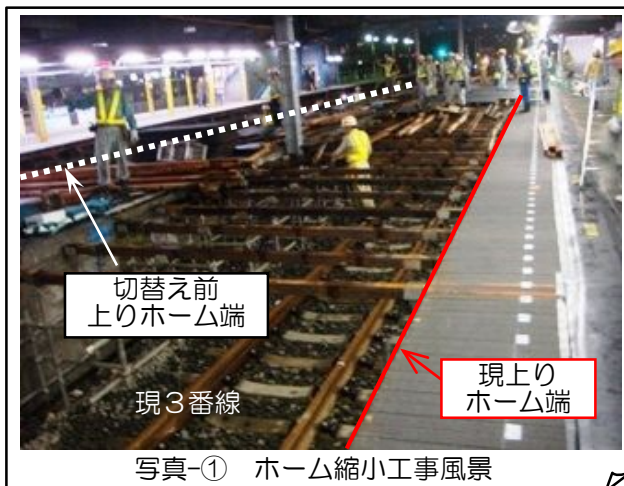 切替え前
上りホーム端
現上り
ホーム端
現３番線
写真-① ホーム縮小工事風景